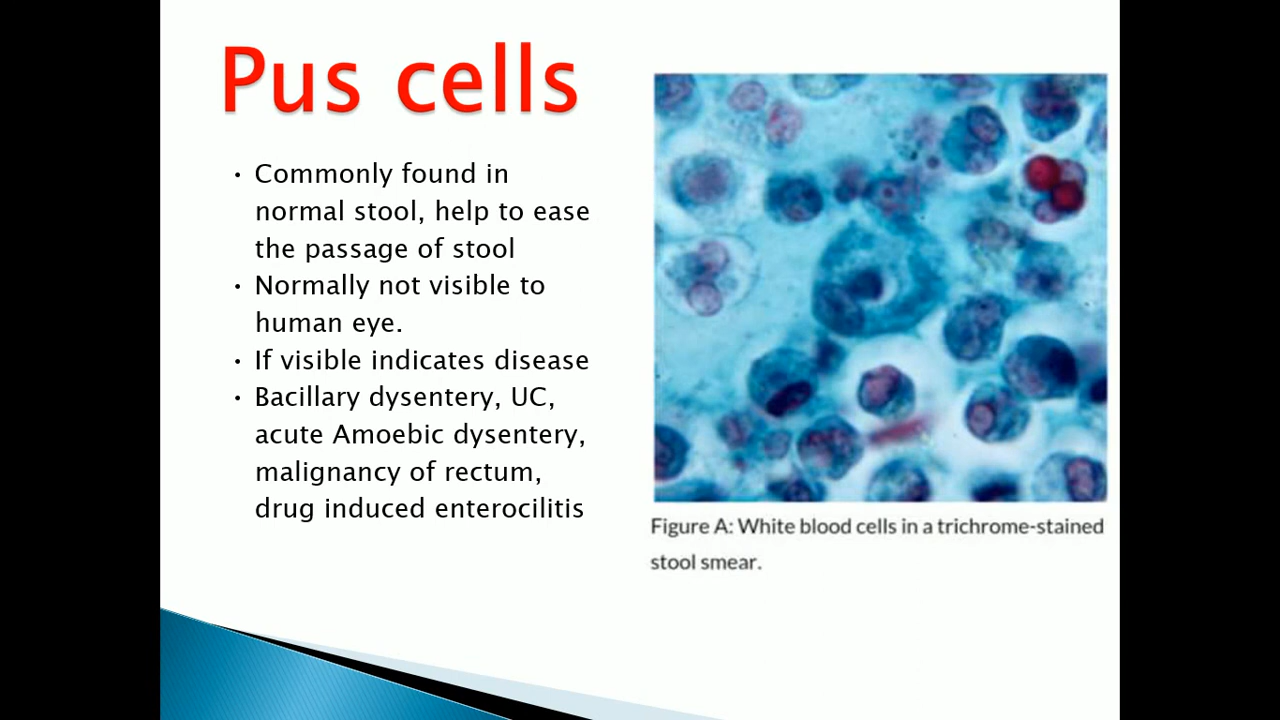 Pus cells
• Commonly found in
normal stool, help to ease
the passage of stool
• Normally not visible to
human eye.
• If visible indicates disease
• Bacillary dysentery, UC,
acute Amoebic dysentery,
malignancy of rectum,
drug induced enterocilitis
Figure A: White blood cells in a trichrome-stained
stool smear.